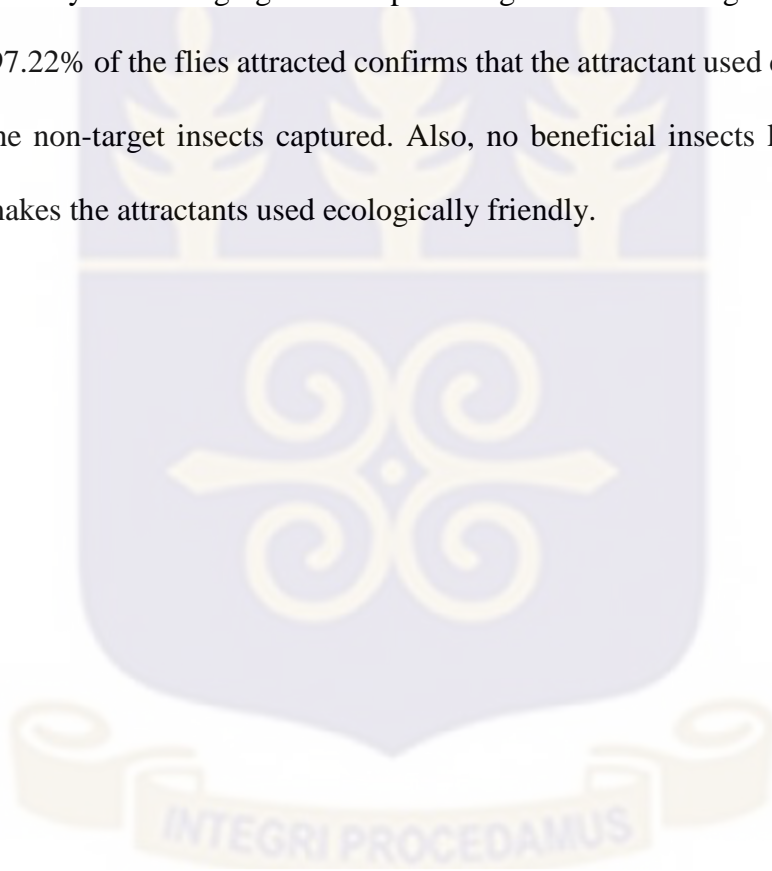 97.22% of the flies attracted confirms that the attractant used
non-target insects captured. Also, no beneficial insects
makes the attractants used ecologically friendly.
INTEGRI PROCEDAMUS